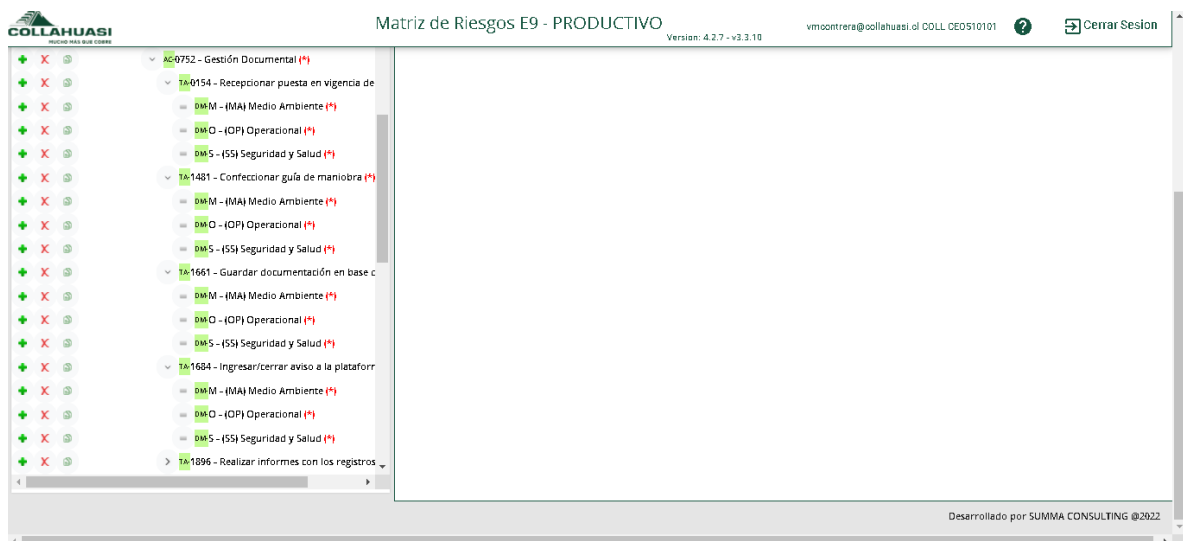 COLLAHUASI
MUCHO MÁS QUE COBRE
Matriz de Riesgos E9 - PRODUCTIVO
Version: 4.2.7 - v3.3.10
vmcontrera@collahuasi.cl COLL CEO510101
? Cerrar Sesion
AC-0752 - Gestión Documental (*)
TA-0154 - Recepcionar puesta en vigencia de
DM-M - (MA) Medio Ambiente (*)
DM-O - (OP) Operacional (*)
DM-S - (SS) Seguridad y Salud (*)
TA-1481 - Confeccionar guía de maniobra (*)
DM-M - (MA) Medio Ambiente (*)
DM-O - (OP) Operacional (*)
DM-S - (SS) Seguridad y Salud (*)
TA-1661 - Guardar documentación en base
DM-M - (MA) Medio Ambiente (*)
DM-O - (OP) Operacional (*)
DM-S - (SS) Seguridad y Salud (*)
TA-1684 - Ingresar/cerrar aviso a la plataforr
DM-M - (MA) Medio Ambiente (*)
DM-O - (OP) Operacional (*)
DM-S - (SS) Seguridad y Salud (*)
TA-1896 - Realizar informes con los registros
Desarrollado por SUMMA CONSULTING @2022